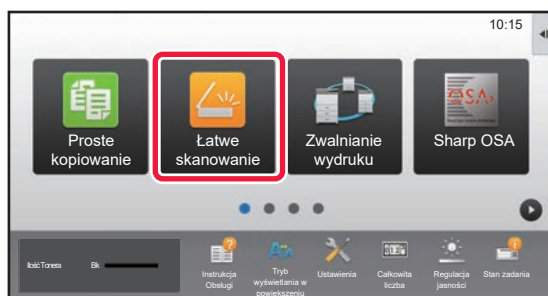 10:15
Proste
kopiowanie
Łatwe
skanowanie
Zwalnianie
wydruku
OSA
Sharp OSA
Ilość Tonera
Bk
Instrukcja
Obsługi
Tryb
wyświetlania w
powiększeniu
Ustawienia
Całkowita
liczba
Regulacja
jasności
Stan zadania